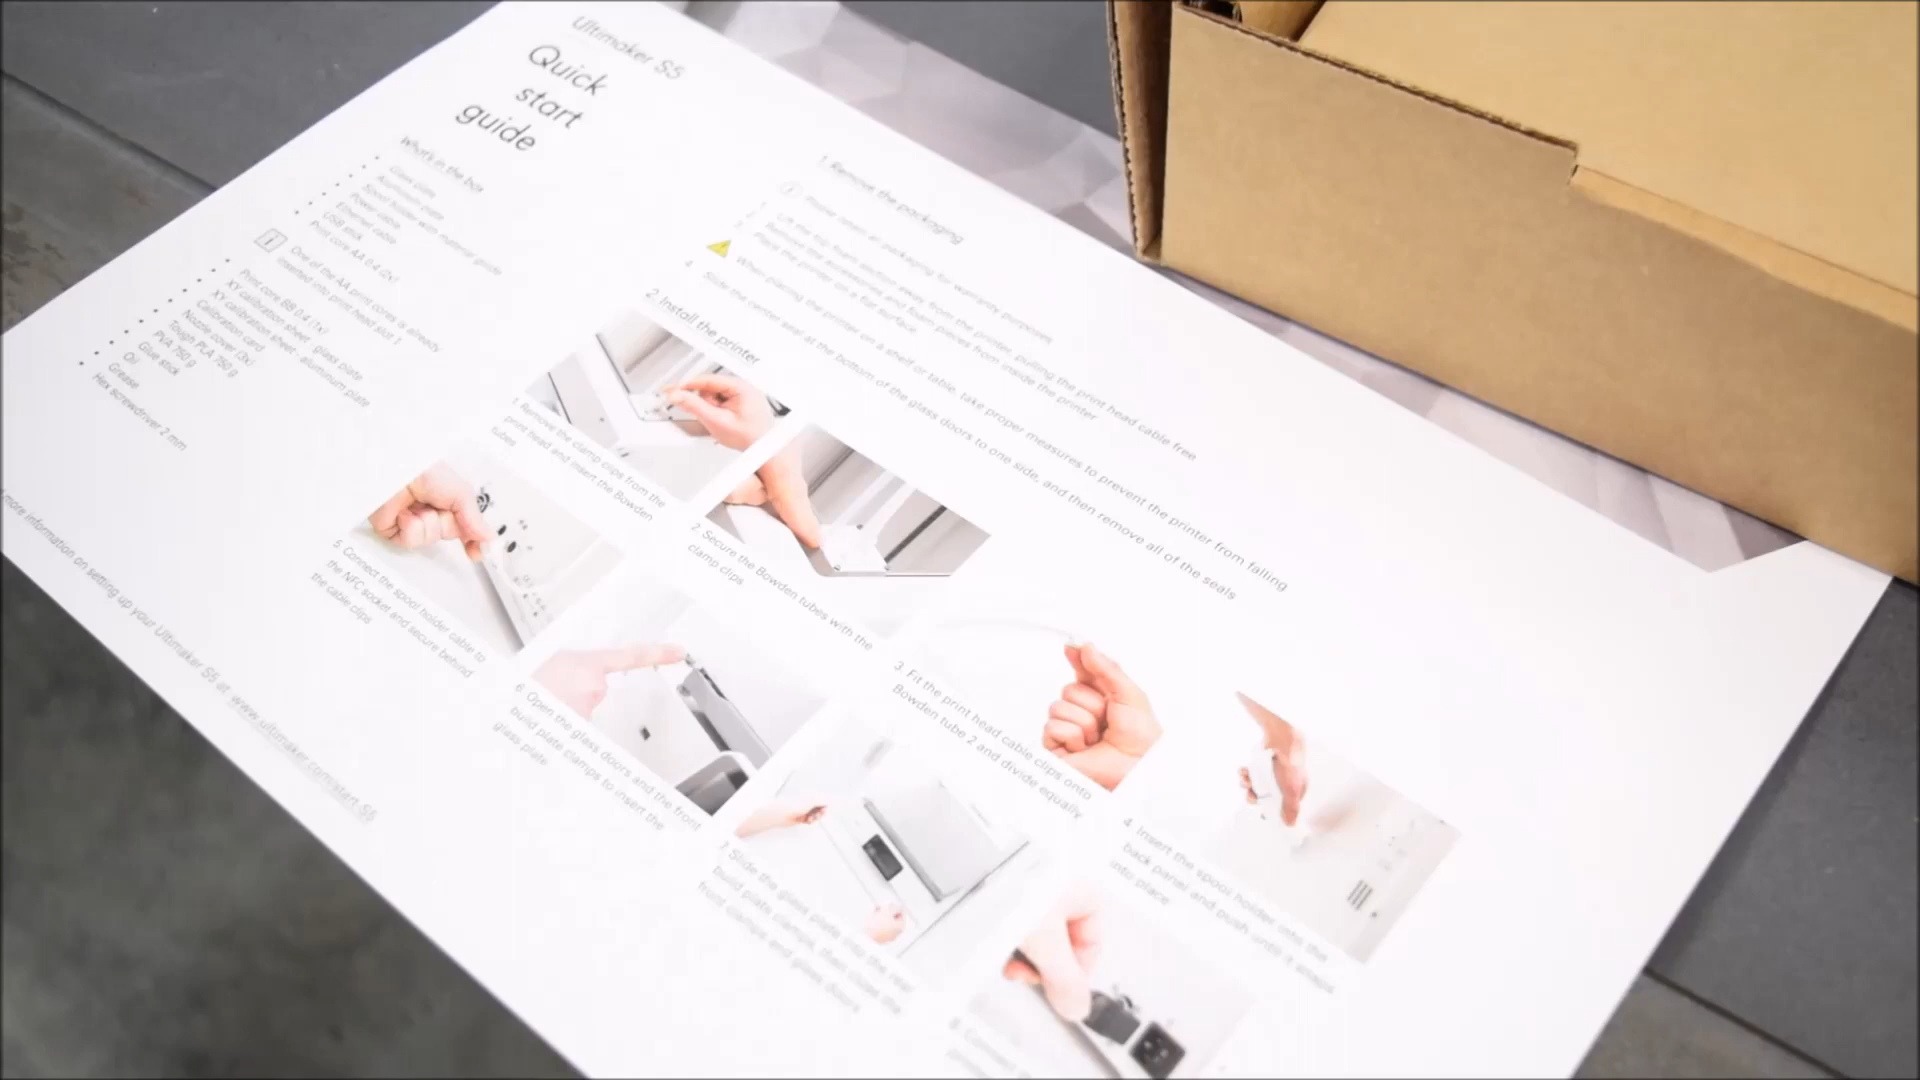 Ultimaker S5
Quick
start
guide
What's in the box
Glass plate
Aluminum plate
Spool holder with material guide
Power cable
Ethernet cable
USB stick
Print core AA 0.4 (2x)
One of the AA print cores is already
inserted into print head slot 1
Print core BB 0.4 (1x)
XY calibration sheet - glass plate
XY calibration sheet - aluminum plate
Calibration card
Nozzle cover (3x)
Tough PLA 750 g
PVA 750 g
Glue stick
Oil
Grease
Hex screwdriver 2 mm
more information on setting up your Ultimaker S5 at www.ultimaker.com/start-S5
1. Remove the packaging
Please retain all packaging for warranty purposes
Lift the top foam section away from the printer, pulling the print head cable free
Remove the accessories and foam pieces from inside the printer
Place the printer on a flat surface
When placing the printer on a shelf or table, take proper measures to prevent the printer from falling
4. Slide the center seal at the bottom of the glass doors to one side, and then remove all of the seals
2. Install the printer
1. Remove the clamp clips from the
print head and insert the Bowden
tubes
2. Secure the Bowden tubes with the
clamp clips
3. Fit the print head cable clips onto
Bowden tube 2 and divide equally
4. Insert the spool holder into the
back panel and push until it snaps
into place
5. Connect the spool holder cable to
the NFC socket and secure behind
the cable clips
6. Open the glass doors and the front
build plate clamps to insert the
glass plate
7. Slide the glass plate into the rear
build plate clamps, then close the
front clamps and glass doors
8. Connect